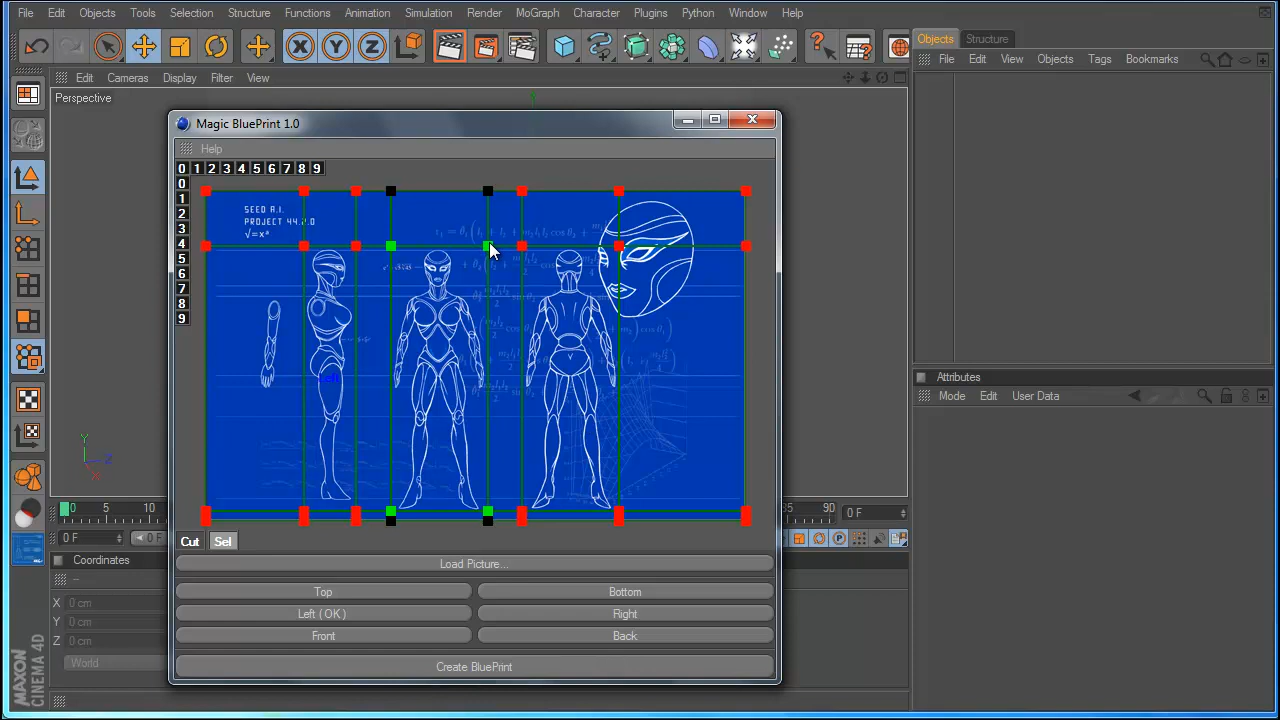 File Edit Objects Tools Selection Structure Functions Animation Simulation Render MoGraph Character Plugins Python Window Help
X Y Z
Objects Structure
Edit Cameras Display Filter View
File Edit View Objects Tags Bookmarks
Perspective
Magic BluePrint 1.0
Help
0 1 2 3 4 5 6 7 8 9
0
1
2
3
4
5
6
7
8
9
SEED A.I.
PROJECT 44.2.0
√=x²
Left
Y
Z
X
Attributes
Mode Edit User Data
0 5 10
85 90 0 F
0 F 0 F
Cut Sel
Load Picture...
Top Bottom
Left ( OK ) Right
Front Back
Create BluePrint
Coordinates
--
X 0 cm
Y 0 cm
Z 0 cm
World
MAXON
CINEMA 4D